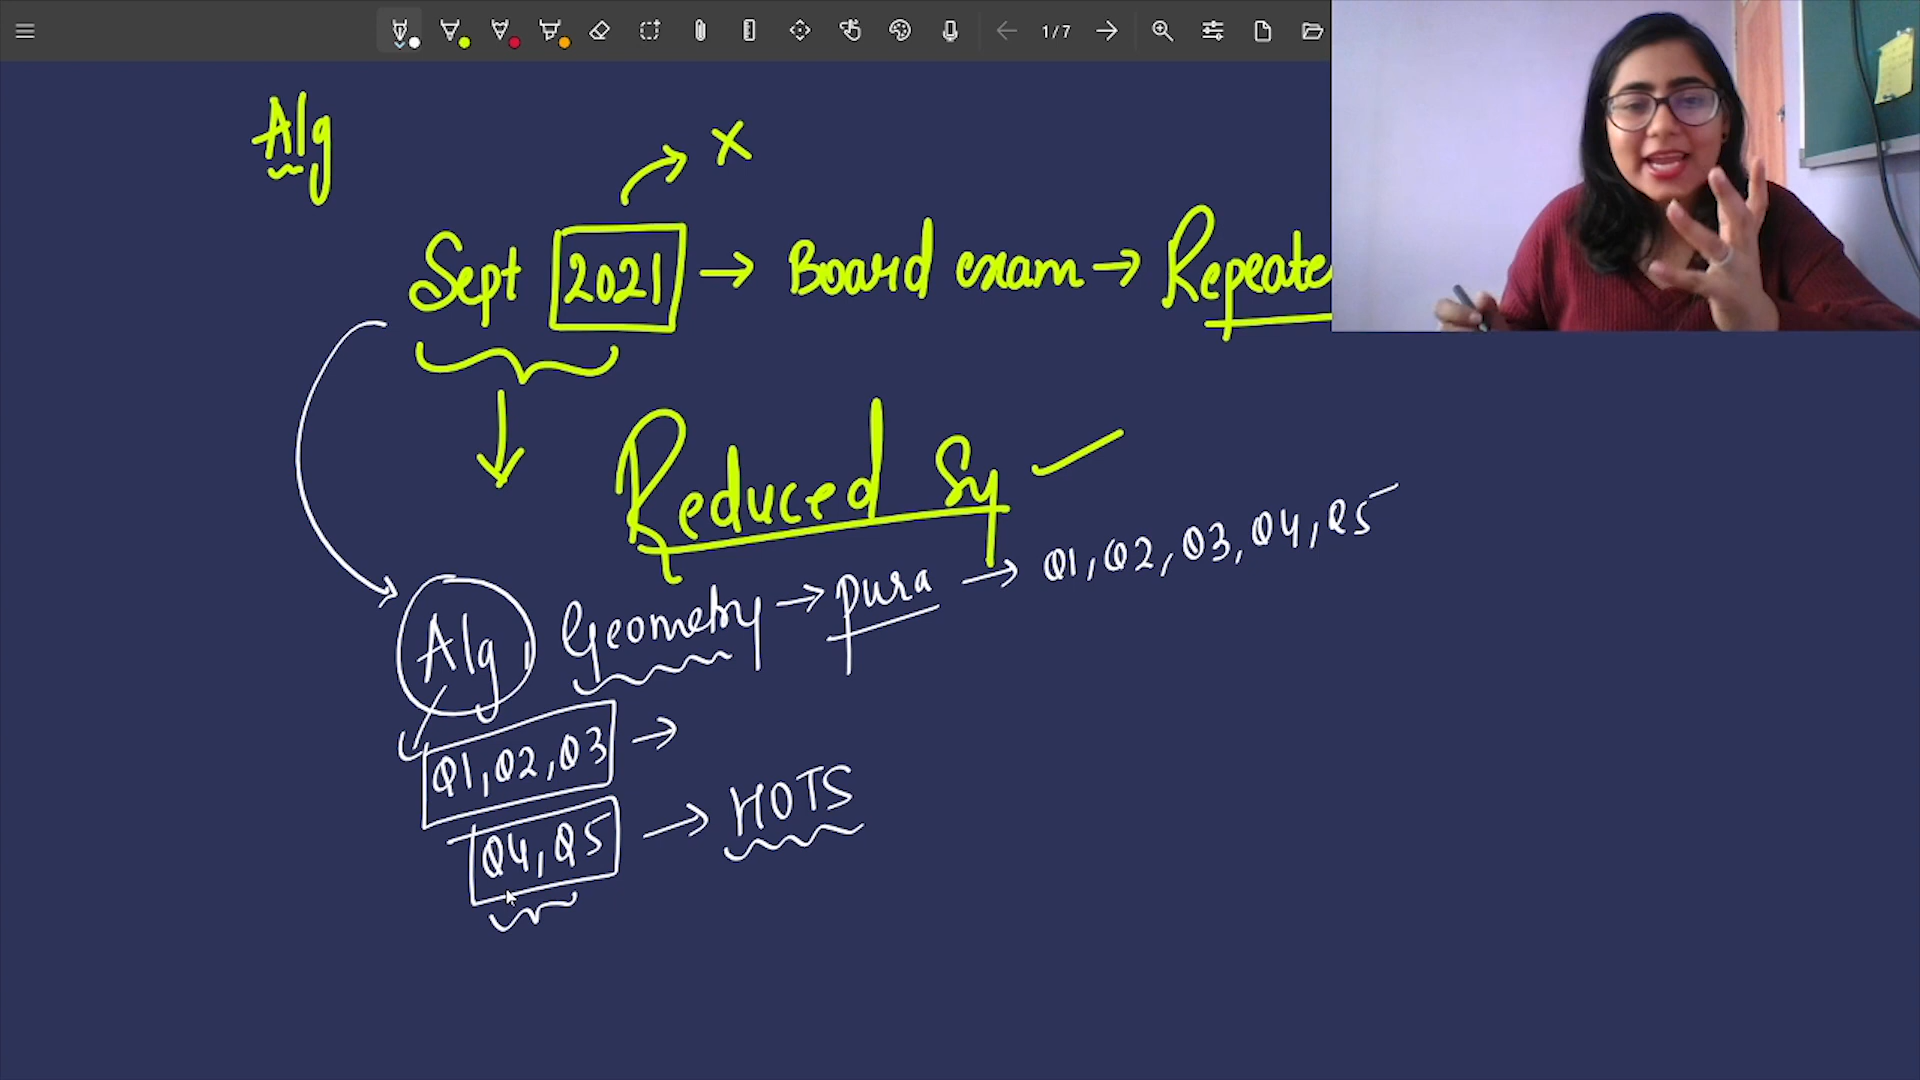 1/7
Alg
x
Sept 2021 → Board exam → Repeate
Reduced Sy ✓
Alg, Geometry → pura → Q1, Q2, Q3, Q4, Q5
Q1, Q2, Q3 →
Q4, Q5 → HOTS